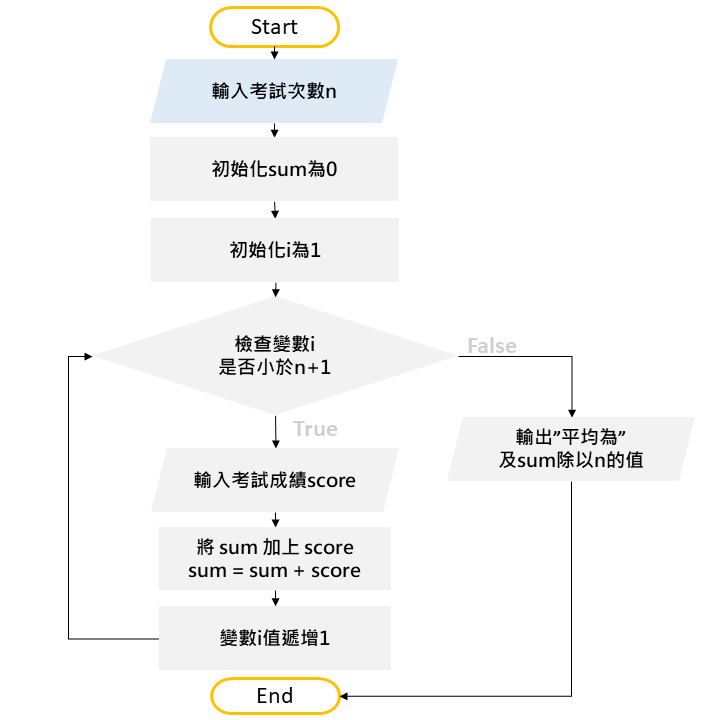 Start
輸入考試次數n
初始化sum為0
初始化i為1
檢查變數i
是否小於n+1
False
True
輸出”平均為”
及sum除以n的值
輸入考試成績score
將 sum 加上 score
sum = sum + score
變數i值遞增1
End